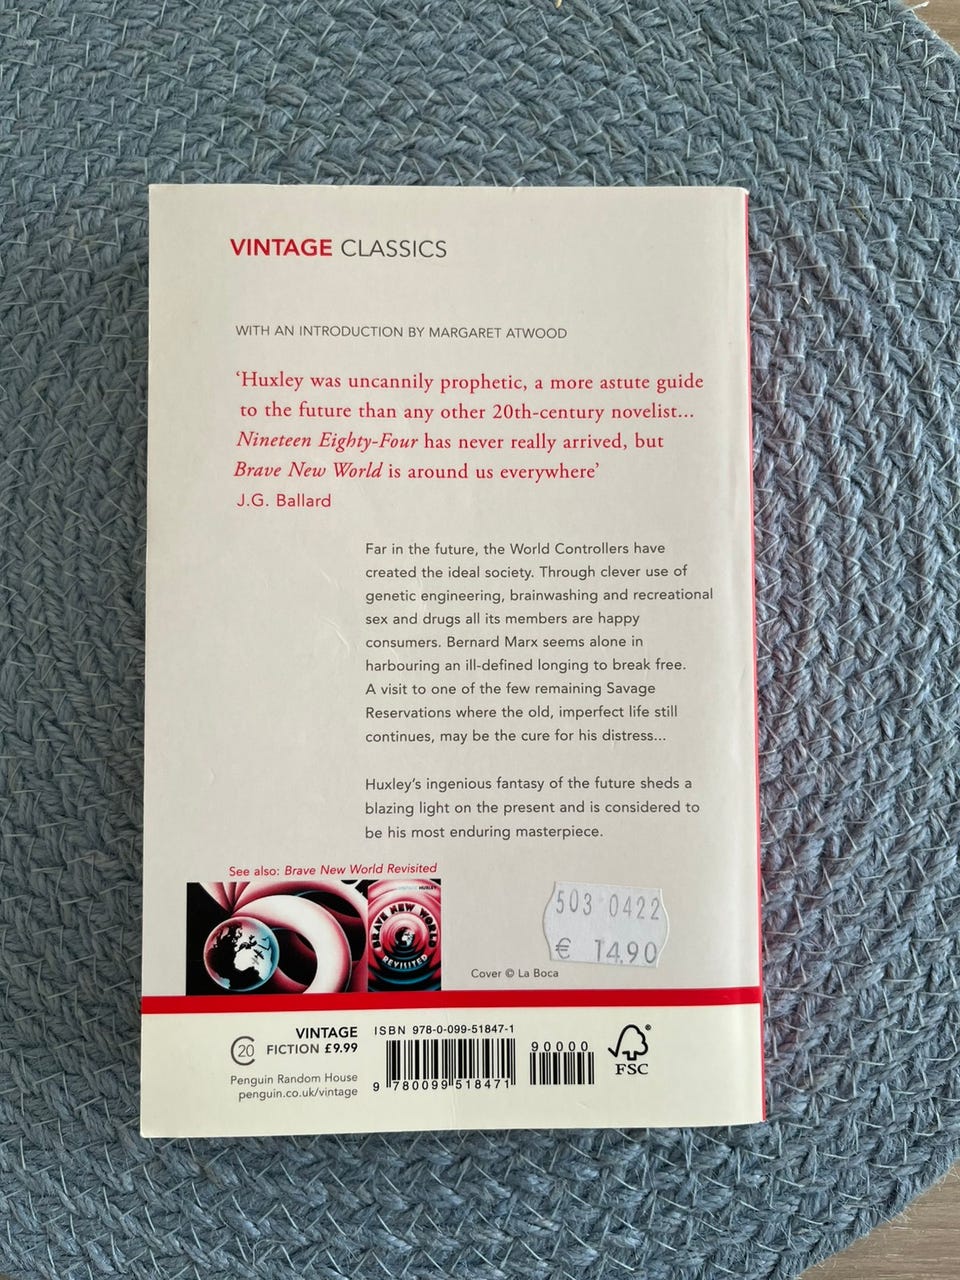 VINTAGE CLASSICS
WITH AN INTRODUCTION BY MARGARET ATWOOD
‘Huxley was uncannily prophetic, a more astute guide
to the future than any other 20th-century novelist...
Nineteen Eighty-Four has never really arrived, but
Brave New World is around us everywhere’
J.G. Ballard
Far in the future, the World Controllers have
created the ideal society. Through clever use of
genetic engineering, brainwashing and recreational
sex and drugs all its members are happy
consumers. Bernard Marx seems alone in
harbouring an ill-defined longing to break free.
A visit to one of the few remaining Savage
Reservations where the old, imperfect life still
continues, may be the cure for his distress...
Huxley’s ingenious fantasy of the future sheds a
blazing light on the present and is considered to
be his most enduring masterpiece.
See also: Brave New World Revisited
VINTAGE HUXLEY
BRAVE NEW WORLD
REVISITED
503 0422
€ 14,90
Cover © La Boca
VINTAGE
C20 FICTION £9.99
Penguin Random House
penguin.co.uk/vintage
ISBN 978-0-099-51847-1
90000
9 780099 518471
FSC®